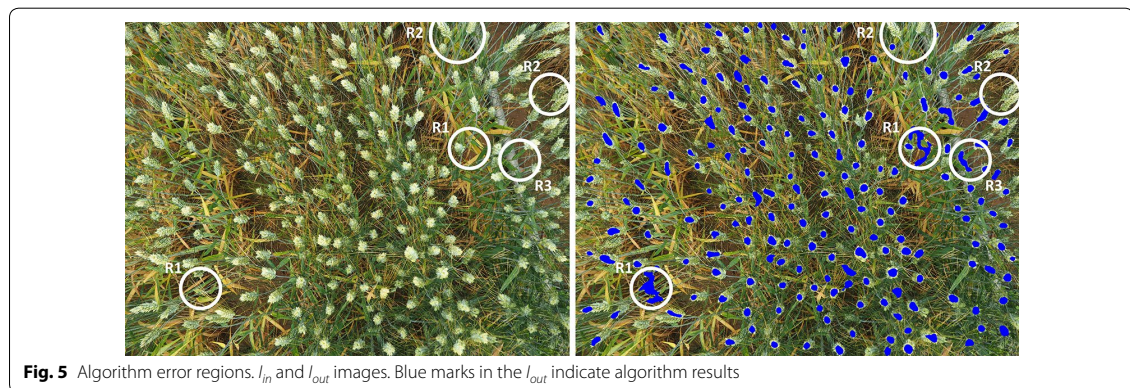 R2
R2
R1
R3
R1
R2
R2
R1
R3
R1
Fig. 5 Algorithm error regions. I_in and I_out images. Blue marks in the I_out indicate algorithm results